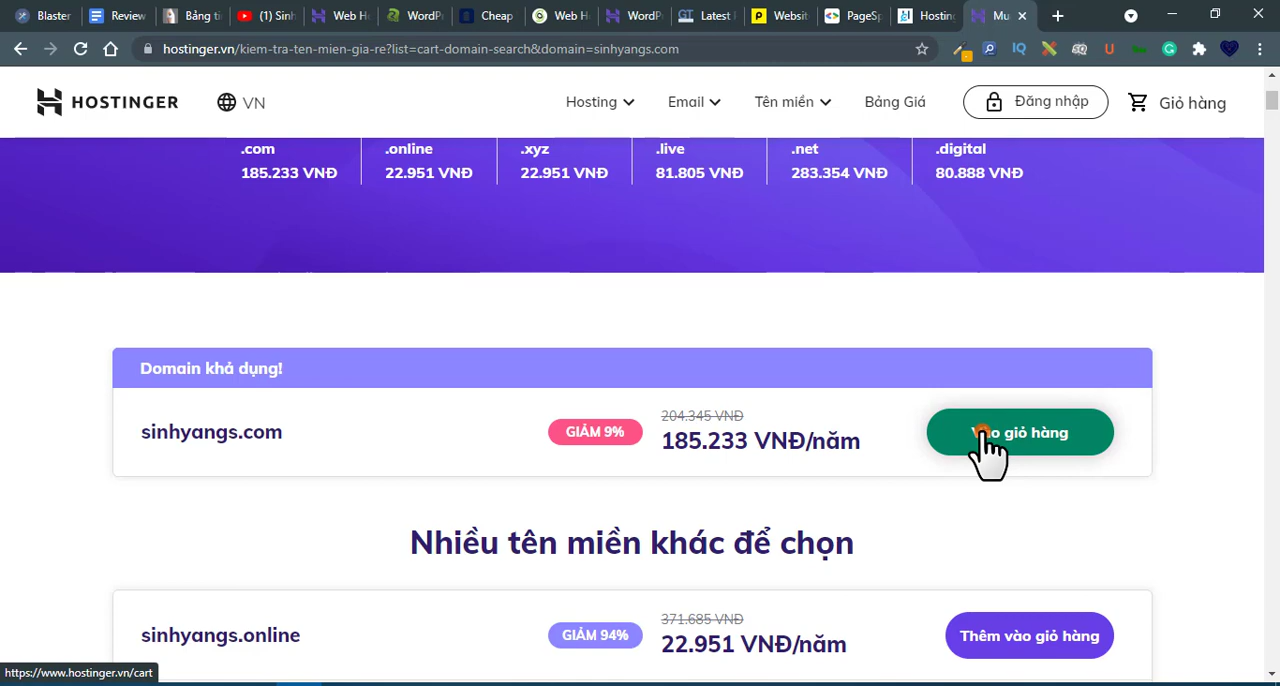 Blaster
Review
Bảng ti
(1) Sinh
Web H
WordP
Cheap
Web H
WordP
Latest
Websit
PageSp
Hosting
Mu
hostinger.vn/kiem-tra-ten-mien-gia-re?list=cart-domain-search&domain=sinhyangs.com
HOSTINGER
VN
Hosting
Email
Tên miền
Bảng Giá
Đăng nhập
Giỏ hàng
.com
185.233 VNĐ
.online
22.951 VNĐ
.xyz
22.951 VNĐ
.live
81.805 VNĐ
.net
283.354 VNĐ
.digital
80.888 VNĐ
Domain khả dụng!
sinhyangs.com
GIẢM 9%
204.345 VNĐ
185.233 VNĐ/năm
Vào giỏ hàng
Nhiều tên miền khác để chọn
sinhyangs.online
GIẢM 94%
371.685 VNĐ
22.951 VNĐ/năm
Thêm vào giỏ hàng
https://www.hostinger.vn/cart